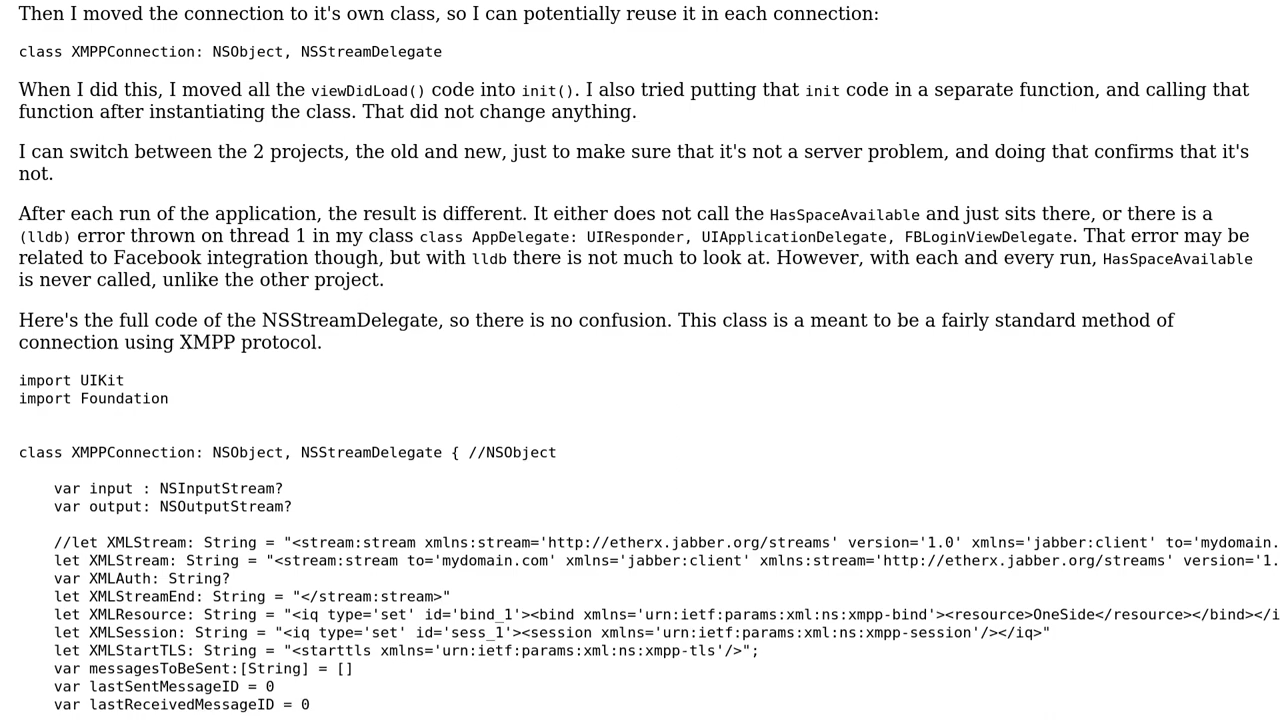 Then I moved the connection to it's own class, so I can potentially reuse it in each connection:
class XMPPConnection: NSObject, NSStreamDelegate
When I did this, I moved all the viewDidLoad() code into init(). I also tried putting that init code in a separate function, and calling that
function after instantiating the class. That did not change anything.
I can switch between the 2 projects, the old and new, just to make sure that it's not a server problem, and doing that confirms that it's
not.
After each run of the application, the result is different. It either does not call the HasSpaceAvailable and just sits there, or there is a
(lldb) error thrown on thread 1 in my class class AppDelegate: UIResponder, UIApplicationDelegate, FBLoginViewDelegate. That error may be
related to Facebook integration though, but with lldb there is not much to look at. However, with each and every run, HasSpaceAvailable
is never called, unlike the other project.
Here's the full code of the NSStreamDelegate, so there is no confusion. This class is a meant to be a fairly standard method of
connection using XMPP protocol.
import UIKit
import Foundation
class XMPPConnection: NSObject, NSStreamDelegate { //NSObject
var input : NSInputStream?
var output: NSOutputStream?
//let XMLStream: String = "<stream:stream xmlns:stream='http://etherx.jabber.org/streams' version='1.0' xmlns='jabber:client' to='mydomain.
let XMLStream: String = "<stream:stream to='mydomain.com' xmlns='jabber:client' xmlns:stream='http://etherx.jabber.org/streams' version='1.
var XMLAuth: String?
let XMLStreamEnd: String = "</stream:stream>"
let XMLResource: String = "<iq type='set' id='bind_1'><bind xmlns='urn:ietf:params:xml:ns:xmpp-bind'><resource>OneSide</resource></bind></i
let XMLSession: String = "<iq type='set' id='sess_1'><session xmlns='urn:ietf:params:xml:ns:xmpp-session'/></iq>"
let XMLStartTLS: String = "<starttls xmlns='urn:ietf:params:xml:ns:xmpp-tls'/>";
var messagesToBeSent:[String] = []
var lastSentMessageID = 0
var lastReceivedMessageID = 0